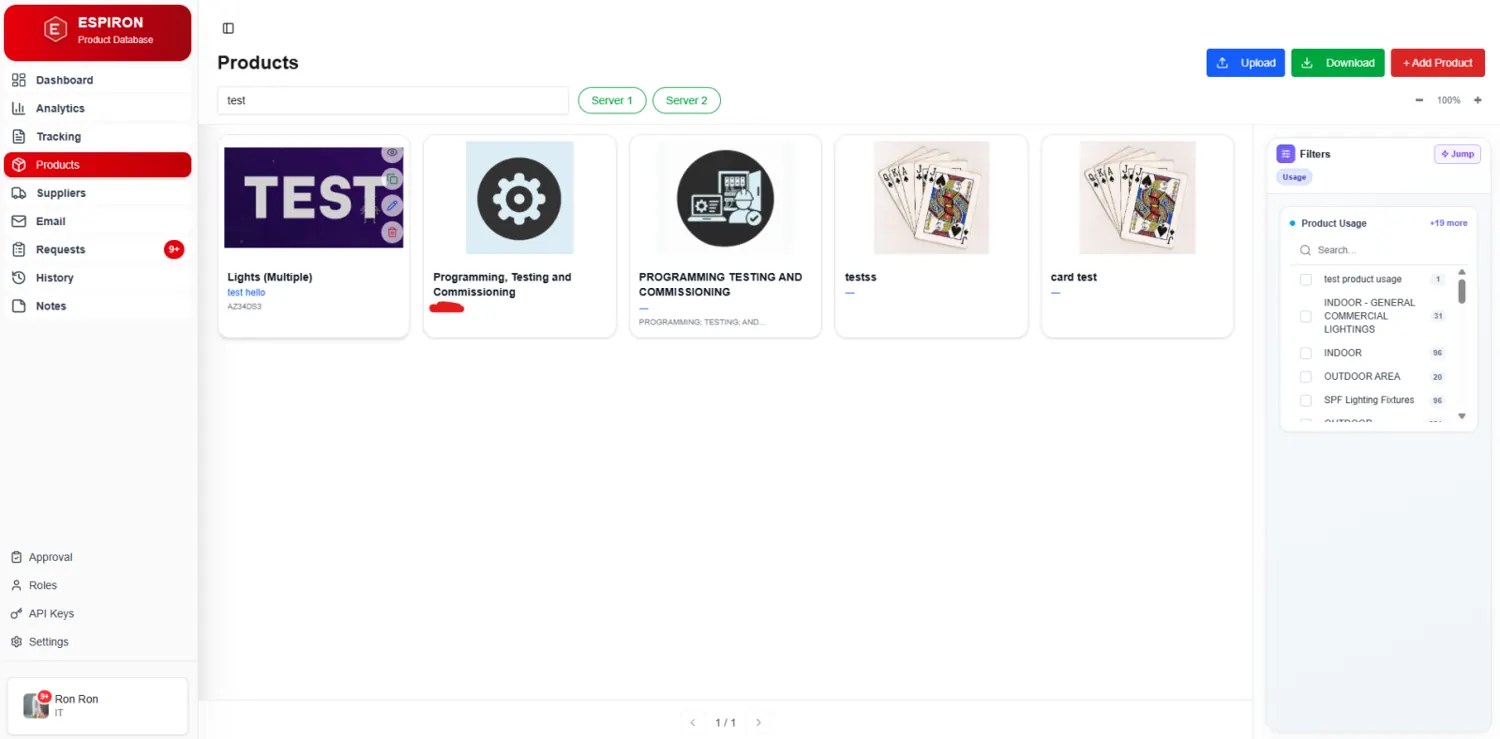 E
ESPIRON
Product Database
Dashboard
Analytics
Tracking
Products
Suppliers
Email
Requests
9+
History
Notes
Approval
Roles
API Keys
Settings
9+
Ron Ron
IT
Products
Upload
Download
+ Add Product
test
Server 1
Server 2
100%
TEST
Lights (Multiple)
test hello
AZ34DS3
Programming, Testing and
Commissioning
PROGRAMMING TESTING AND
COMMISSIONING
—
PROGRAMMING; TESTING; AND...
testss
—
card test
—
1 / 1
Filters
Jump
Usage
Product Usage
+19 more
Search...
test product usage
1
INDOOR - GENERAL
COMMERCIAL
LIGHTINGS
31
INDOOR
96
OUTDOOR AREA
20
SPF Lighting Fixtures
96